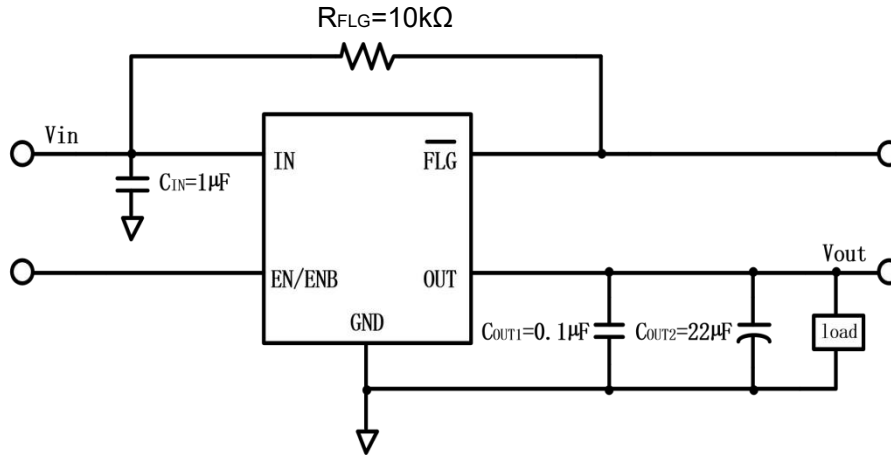 RFLG=10kΩ
Vin
IN
FLG
CIN=1μF
EN/ENB
OUT
Vout
GND
COUT1=0.1μF
COUT2=22μF
load